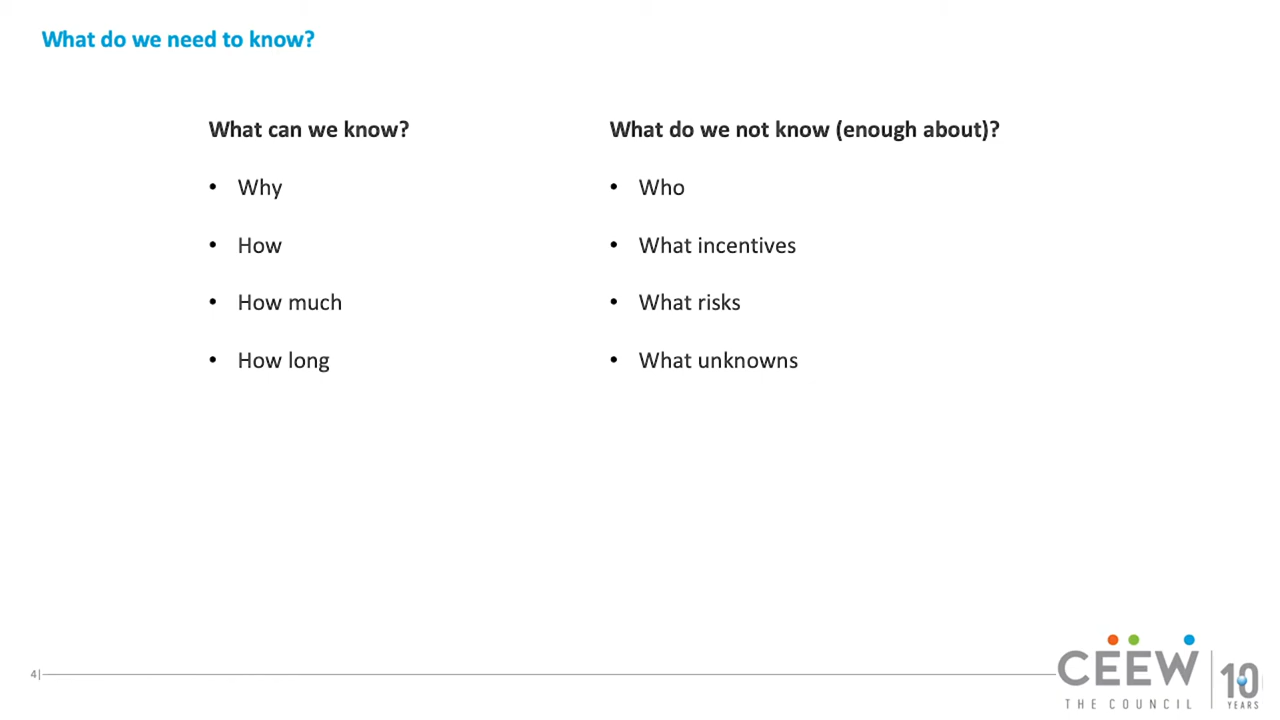 What do we need to know?
What can we know?
• Why
• How
• How much
• How long
What do we not know (enough about)?
• Who
• What incentives
• What risks
• What unknowns
4|
CEEW
THE COUNCIL
10
YEARS